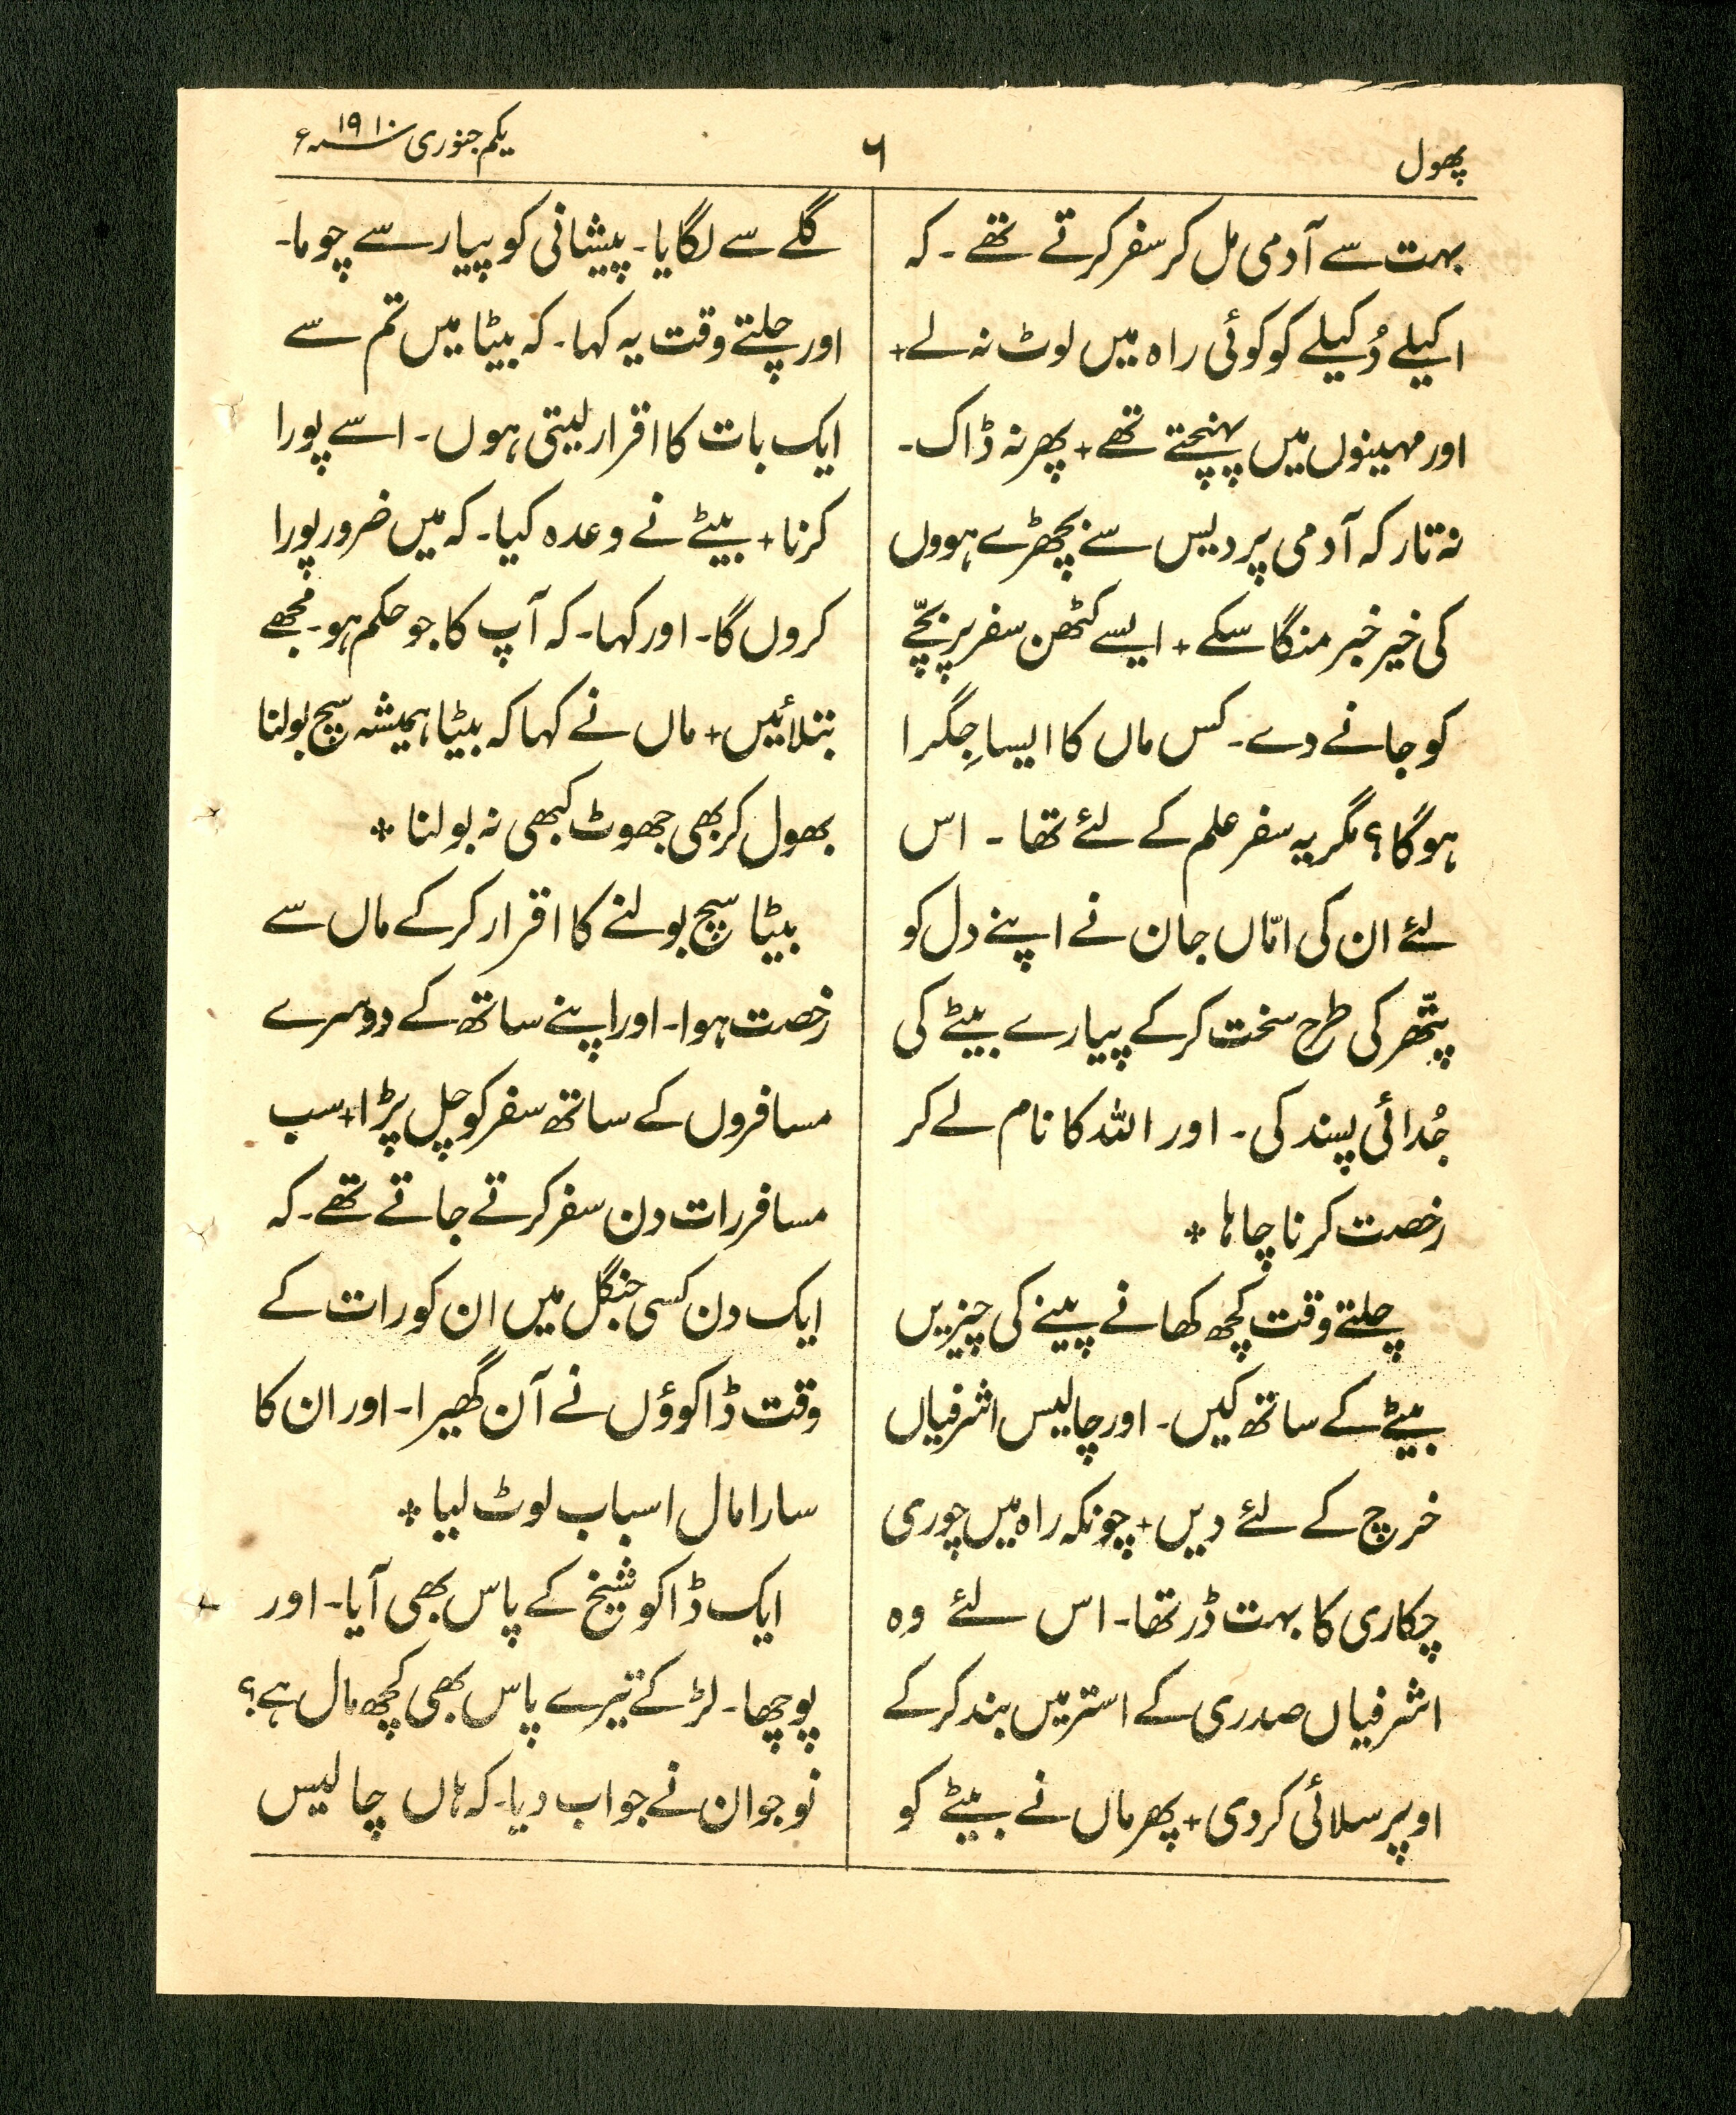 پھول
۶
یکم جنوری ۱۹۱۰ء
بہت سے آدمی مل کر سفر کرتے تھے ۔ کہ
اکیلے دُکیلے کو کوئی راہ میں لوٹ نہ لے+
اور مہینوں میں پہنچتے تھے + پھر نہ ڈاک۔
نہ تار کہ آدمی پردیس سے بچھڑے ہووں
کی خیر خبر منگا سکے + ایسے کٹھن سفر پر بچّے
کو جانے دے۔ کس ماں کا ایسا جِگرا
ہوگا؟ مگر یہ سفر علم کے لئے تھا ۔ اس
لئے ان کی امّاں جان نے اپنے دل کو
پتّھر کی طرح سخت کر کے پیارے بیٹے کی
جُدائی پسند کی ۔ اور اللہ کا نام لے کر
رخصت کرنا چاہا ٭
چلتے وقت کچھ کھانے پینے کی چیزیں
بیٹے کے ساتھ کیں۔ اور چالیس اشرفیاں
خرچ کے لئے دیں+ چونکہ راہ میں چوری
چکاری کا بہت ڈر تھا۔ اس لئے وہ
اشرفیاں صدری کے استر میں بند کر کے
اوپر سلائی کر دی + پھر ماں نے بیٹے کو
گلے سے لگایا۔ پیشانی کو پیار سے چوما۔
اور چلتے وقت یہ کہا۔ کہ بیٹا میں تم سے
ایک بات کا اقرار لیتی ہوں۔ اسے پورا
کرنا+ بیٹے نے وعدہ کیا۔ کہ میں ضرور پورا
کروں گا۔ اور کہا۔ کہ آپ کا جو حکم ہو۔ مُجھے
بتلائیں+ ماں نے کہا کہ بیٹا ہمیشہ سچ بولنا
بھول کر بھی جھوٹ کبھی نہ بولنا ٭
بیٹا سچ بولنے کا اقرار کر کے ماں سے
رخصت ہوا۔ اور اپنے ساتھ کے دوسرے
مسافروں کے ساتھ سفر کو چل پڑا+ سب
مسافر رات دن سفر کرتے جاتے تھے۔ کہ
ایک دن کسی جنگل میں ان کو رات کے
وقت ڈاکوؤں نے آن گھیرا۔ اور ان کا
سارا مال اسباب لوٹ لیا ٭
ایک ڈاکو شیخ کے پاس بھی آیا۔ اور
پوچھا۔ لڑکے تیرے پاس بھی کچھ مال ہے؟
نوجوان نے جواب دیا۔ کہ ہاں چالیس